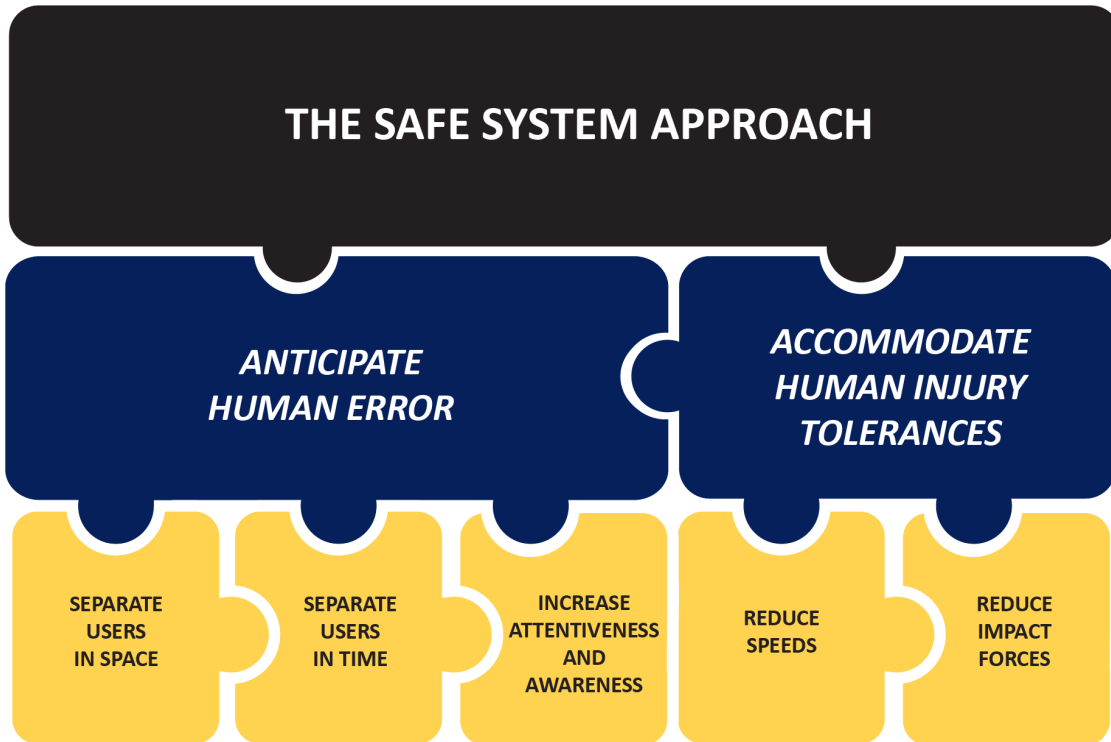 THE SAFE SYSTEM APPROACH
ANTICIPATE
HUMAN ERROR
ACCOMMODATE
HUMAN INJURY
TOLERANCES
SEPARATE
USERS
IN SPACE
SEPARATE
USERS
IN TIME
INCREASE
ATTENTIVENESS
AND
AWARENESS
REDUCE
SPEEDS
REDUCE
IMPACT
FORCES